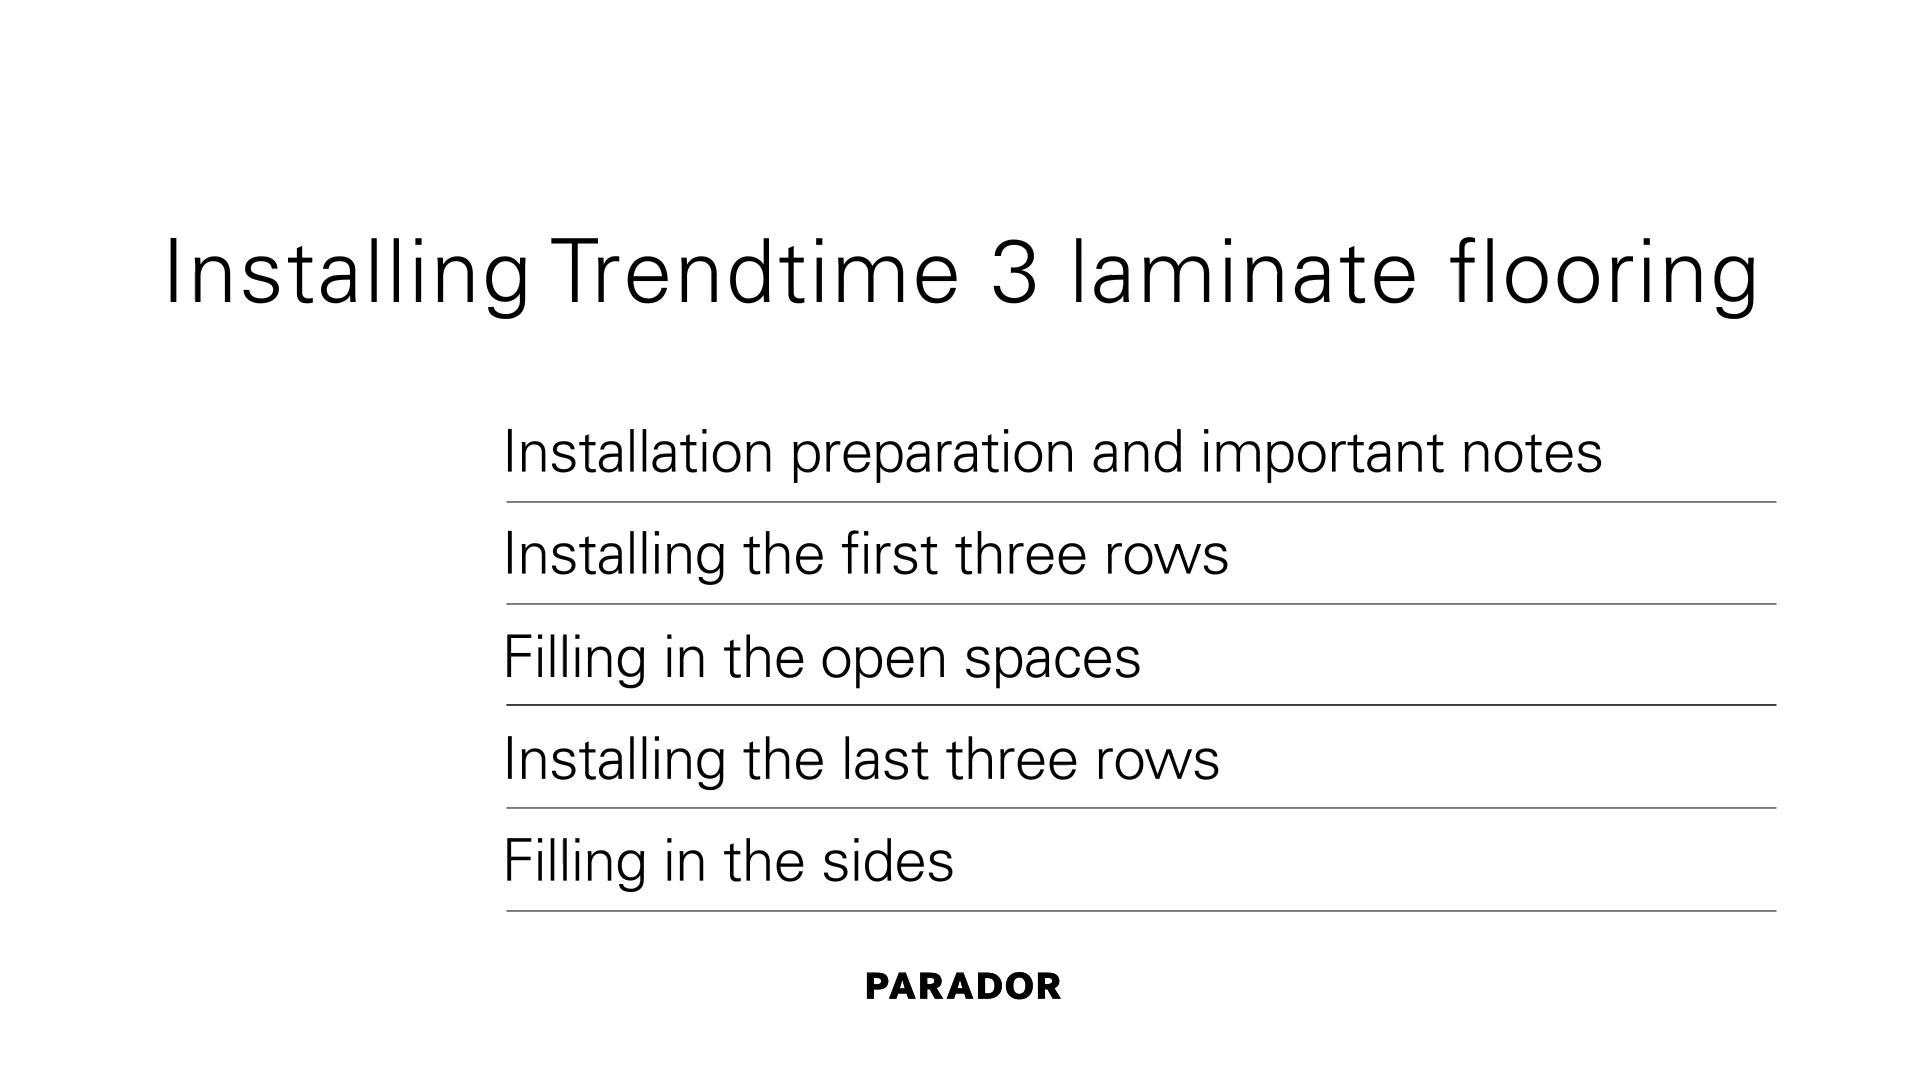 Installing Trendtime 3 laminate flooring
Installation preparation and important notes
Installing the first three rows
Filling in the open spaces
Installing the last three rows
Filling in the sides
PARADOR